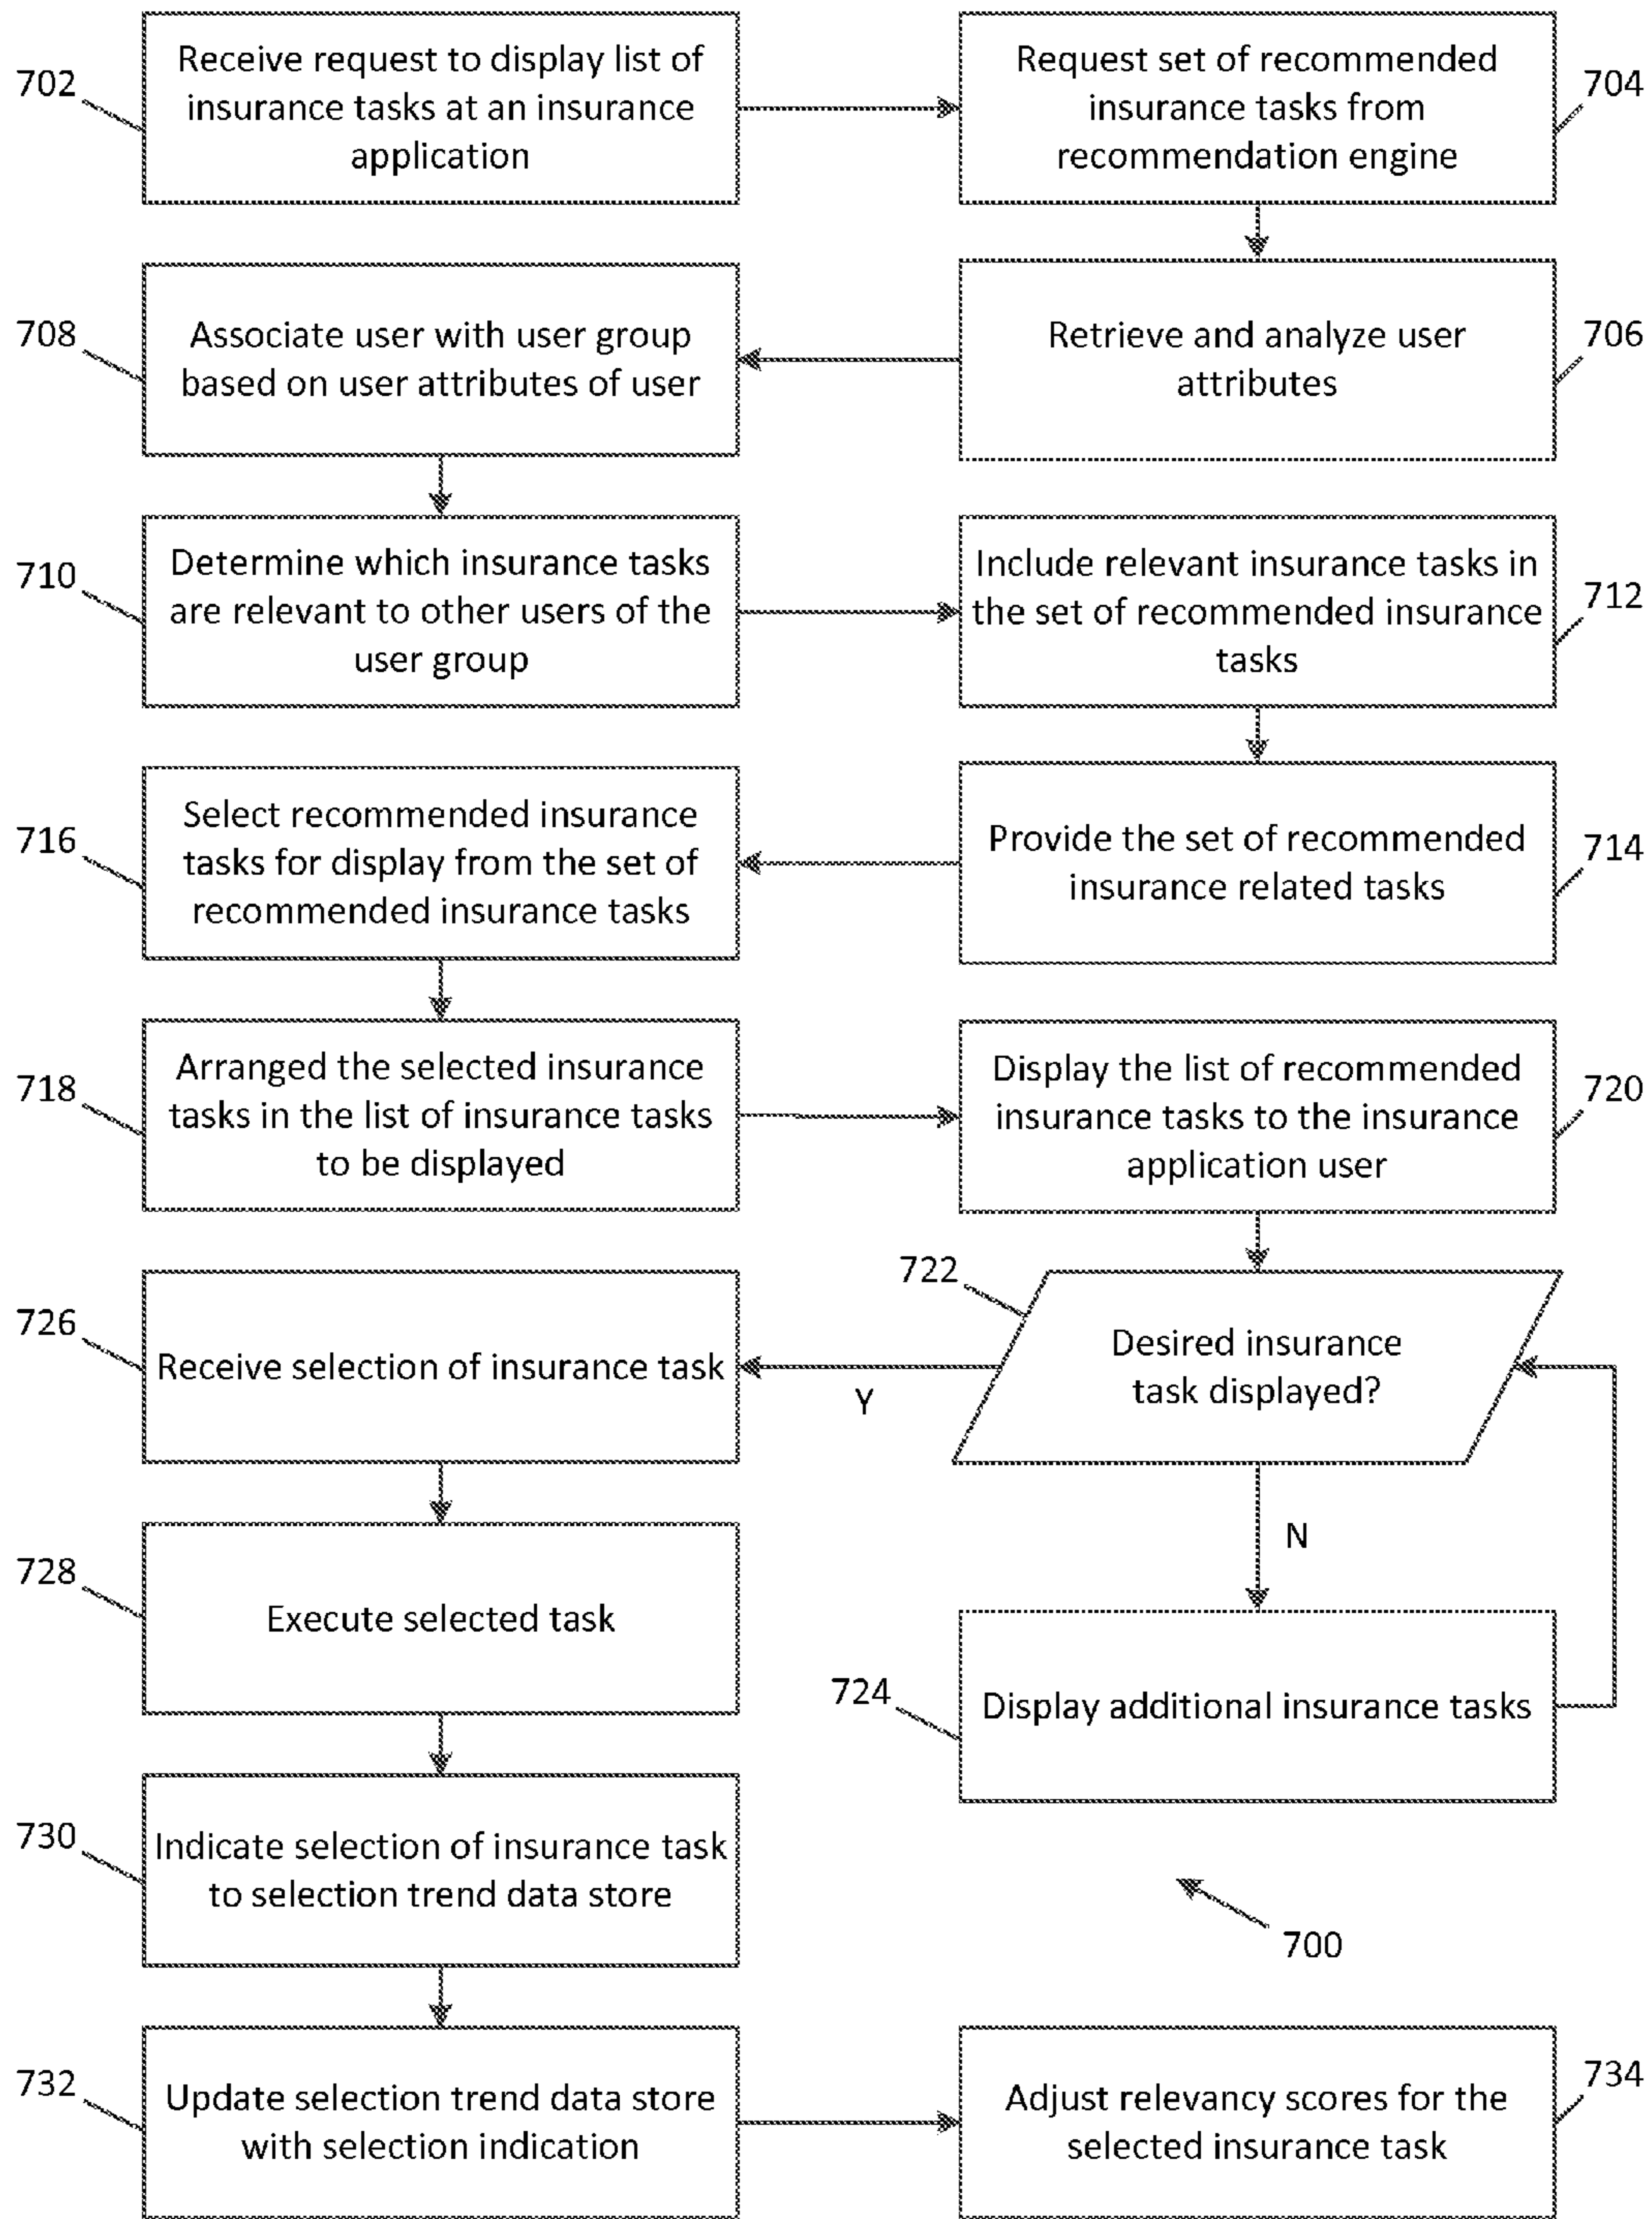 702
Receive request to display list of
insurance tasks at an insurance
application
Request set of recommended
insurance tasks from
recommendation engine
704
708
Associate user with user group
based on user attributes of user
Retrieve and analyze user
attributes
706
710
Determine which insurance tasks
are relevant to other users of the
user group
Include relevant insurance tasks in
the set of recommended insurance
tasks
712
716
Select recommended insurance
tasks for display from the set of
recommended insurance tasks
Provide the set of recommended
insurance related tasks
714
718
Arranged the selected insurance
tasks in the list of insurance tasks
to be displayed
Display the list of recommended
insurance tasks to the insurance
application user
720
726
Receive selection of insurance task
Y
722
Desired insurance
task displayed?
N
728
Execute selected task
724
Display additional insurance tasks
730
Indicate selection of insurance task
to selection trend data store
700
732
Update selection trend data store
with selection indication
Adjust relevancy scores for the
selected insurance task
734